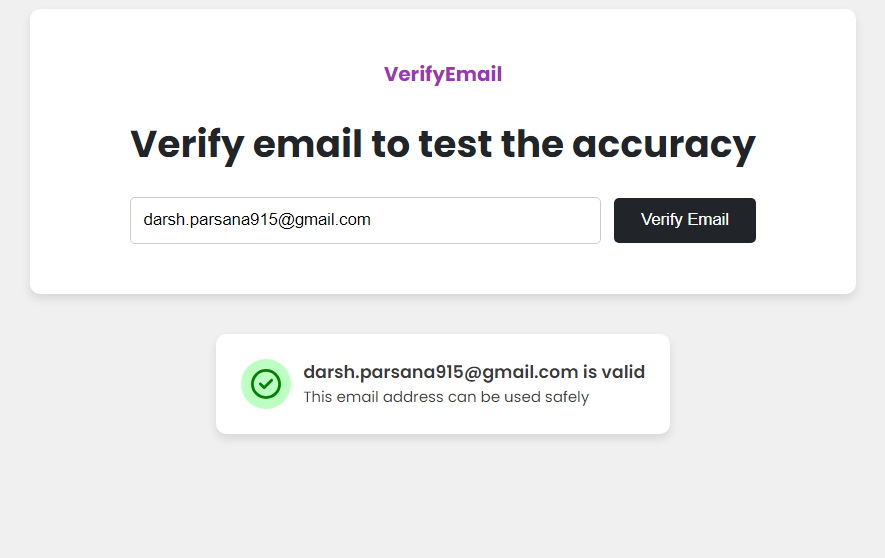 VerifyEmail
Verify email to test the accuracy
darsh.parsana915@gmail.com
Verify Email
darsh.parsana915@gmail.com is valid
This email address can be used safely